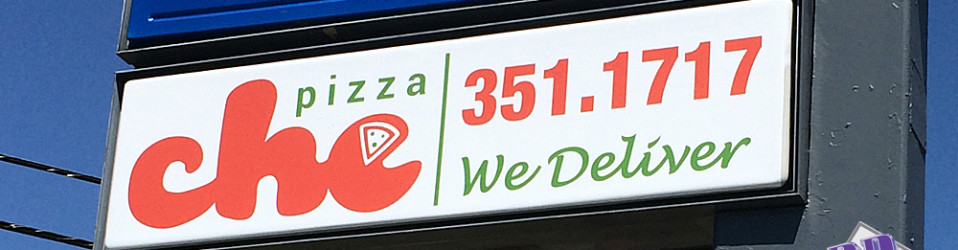 pizza
che
351.1717
We Deliver